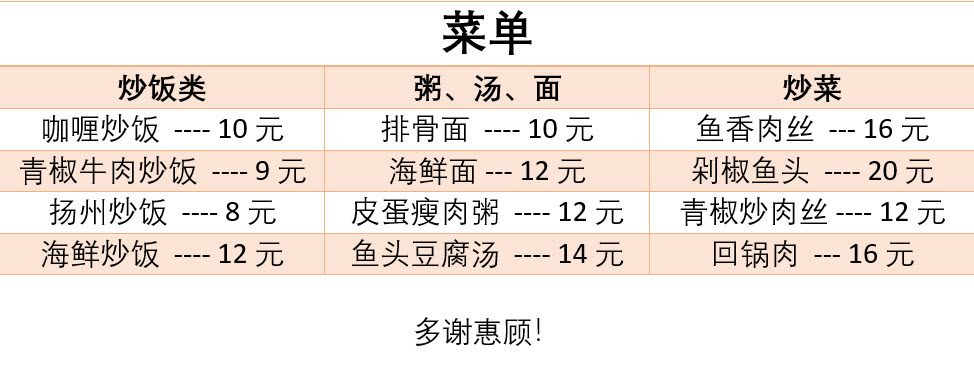 菜单
炒饭类 粥、汤、面 炒菜
咖喱炒饭 ---- 10 元 排骨面 ---- 10 元 鱼香肉丝 --- 16 元
青椒牛肉炒饭 ---- 9 元 海鲜面 --- 12 元 剁椒鱼头 ---- 20 元
扬州炒饭 ---- 8 元 皮蛋瘦肉粥 ---- 12 元 青椒炒肉丝 ---- 12 元
海鲜炒饭 ---- 12 元 鱼头豆腐汤 ---- 14 元 回锅肉 --- 16 元
多谢惠顾！